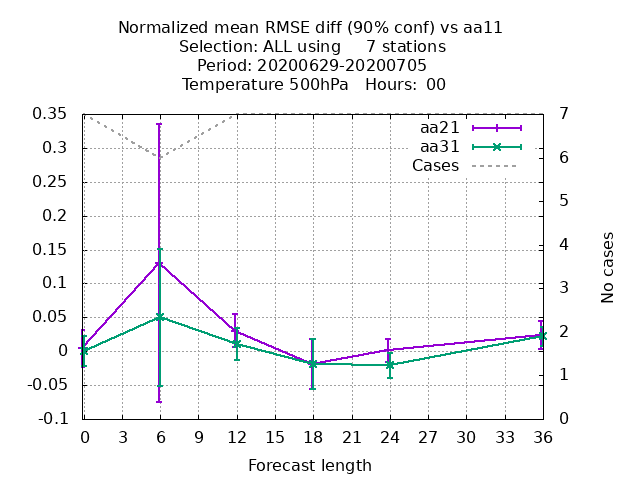 Normalized mean RMSE diff (90% conf) vs aa11
Selection: ALL using     7 stations
Period: 20200629-20200705
Temperature 500hPa   Hours:  00
0.35
0.3
0.25
0.2
0.15
0.1
0.05
0
-0.05
-0.1
aa21
aa31
Cases
7
6
5
4
3
2
1
0
No cases
0 3 6 9 12 15 18 21 24 27 30 33 36
Forecast length